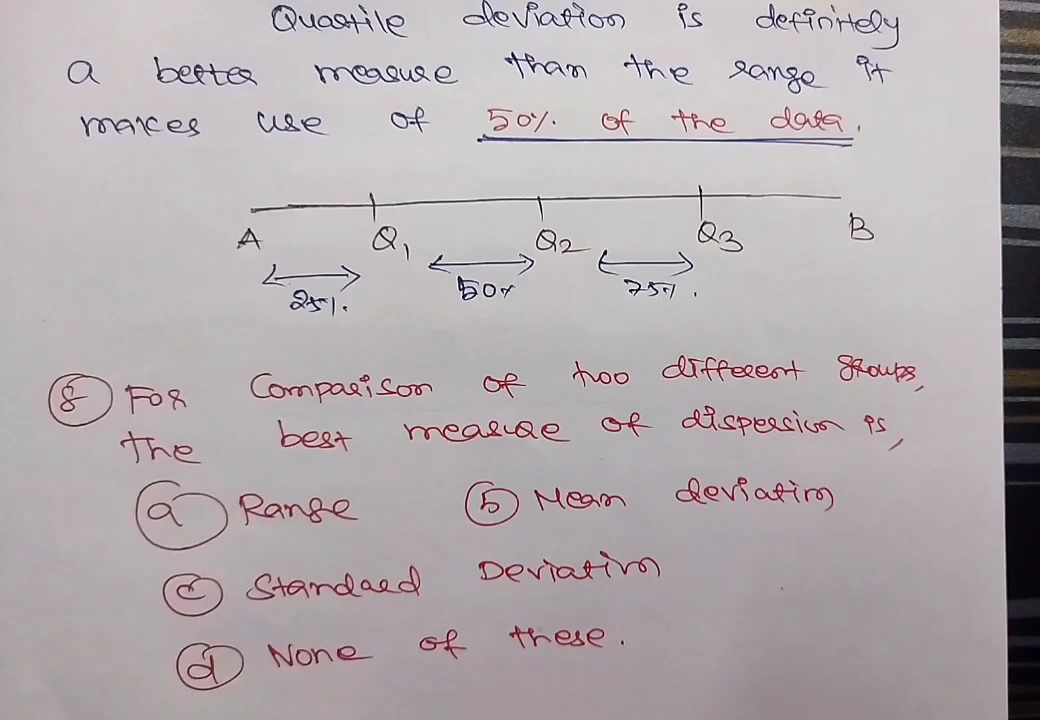 Quartile deviation is definitely
a better measure than the range it
makes use of 50% of the data.
A Q1 Q2 Q3 B
25% 50% 75%.
(8) For Comparison of two different groups,
The best measure of dispersion is,
(a) Range (b) Mean deviation
(c) Standard Deviation
(d) None of these.